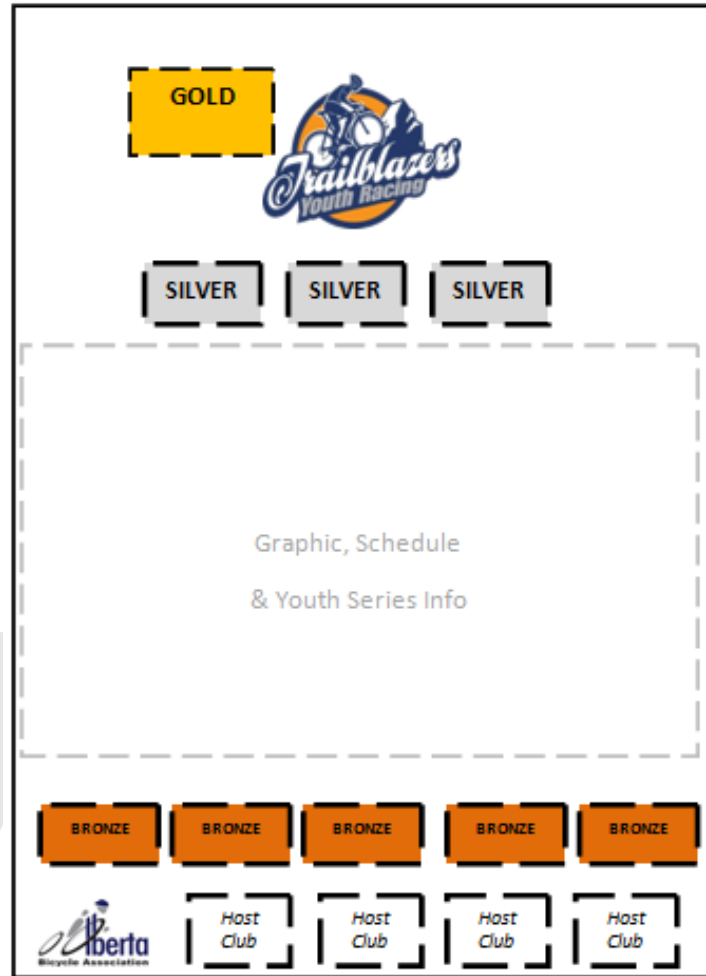 GOLD
Trailblazers
Youth Racing
SILVER SILVER SILVER
Graphic, Schedule
& Youth Series Info
BRONZE BRONZE BRONZE BRONZE BRONZE
Host Host Host Host
Club Club Club Club
Alberta
Bicycle Association